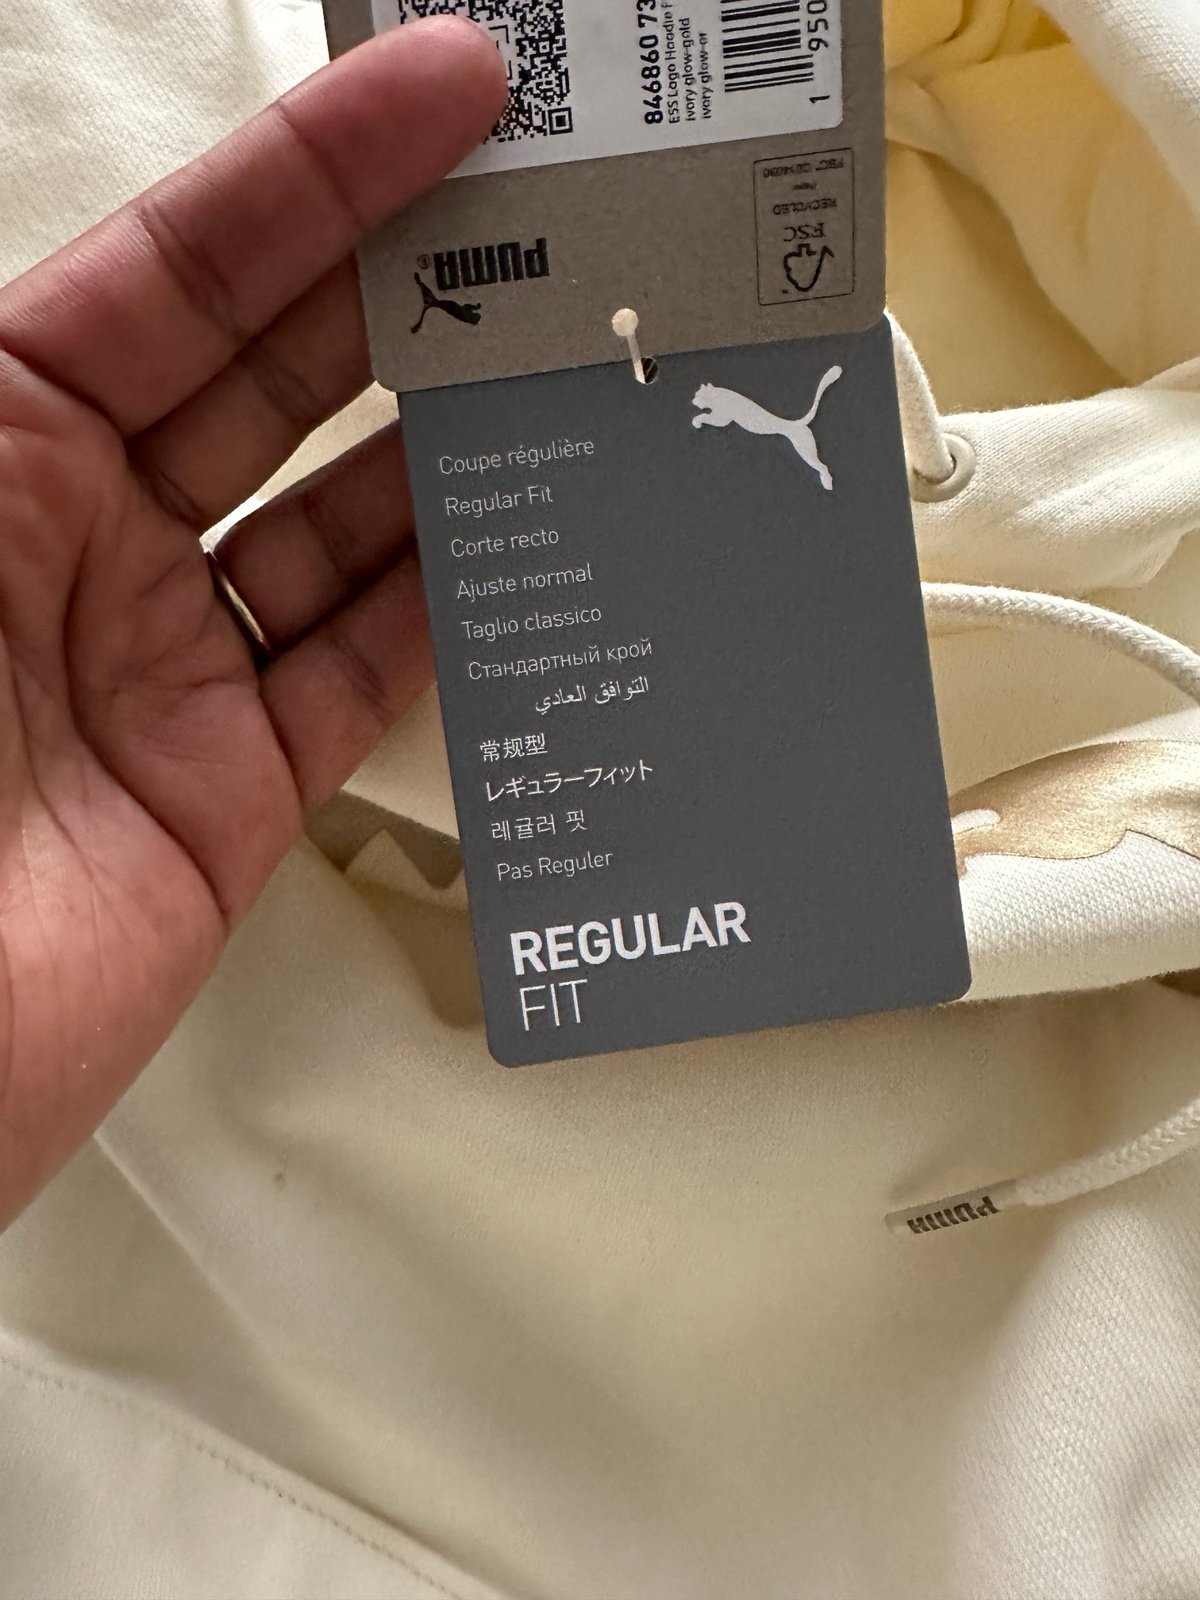 846860 73
ESS Logo Hoodie F
ivory glow-gold
ivory glow-or
1 950
FSC
RECYCLED
PUMA®
Coupe régulière
Regular Fit
Corte recto
Ajuste normal
Taglio classico
Стандартный крой
التوافق العادي
常规型
レギュラーフィット
레귤러 핏
Pas Reguler
REGULAR
FIT
PUMA